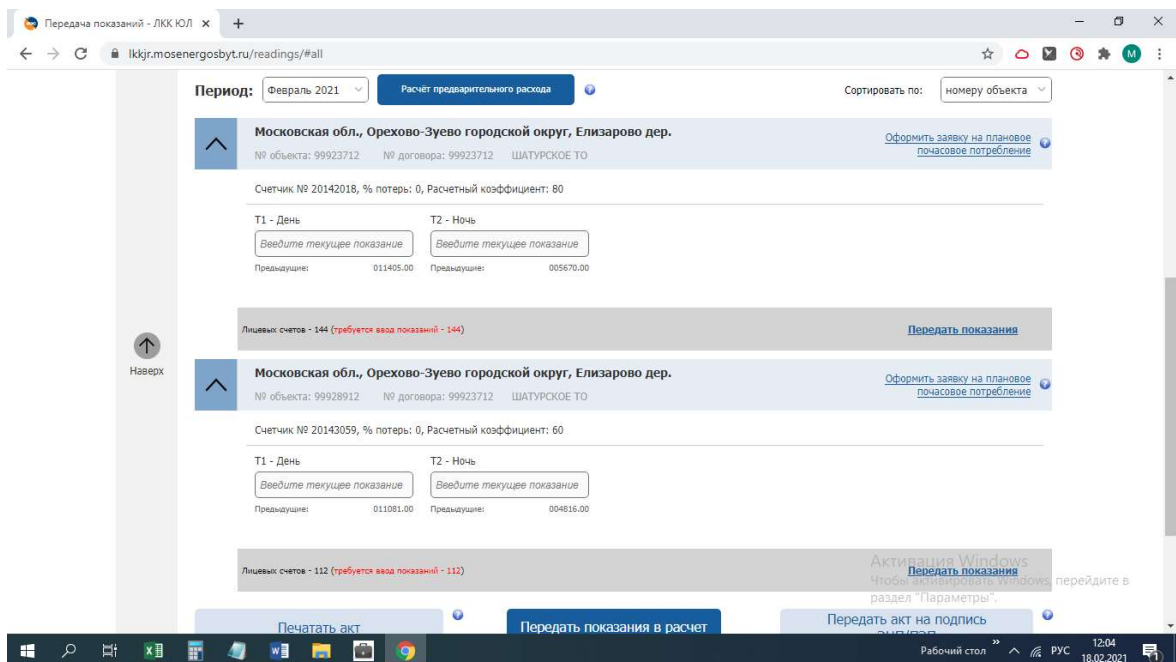 Передача показаний - ЛКК ЮЛ
lkkjr.mosenergosbyt.ru/readings/#all
M
Период: Февраль 2021 Расчёт предварительного расхода Сортировать по: номеру объекта
Московская обл., Орехово-Зуево городской округ, Елизарово дер.
№ объекта: 99923712 № договора: 99923712 ШАТУРСКОЕ ТО
Оформить заявку на плановое
почасовое потребление
Счетчик № 20142018, % потерь: 0, Расчетный коэффициент: 80
T1 - День T2 - Ночь
Введите текущее показание Введите текущее показание
Предыдущие: 011405.00 Предыдущие: 005670.00
Лицевых счетов - 144 (требуется ввод показаний - 144) Передать показания
Наверх
Московская обл., Орехово-Зуево городской округ, Елизарово дер.
№ объекта: 99928912 № договора: 99923712 ШАТУРСКОЕ ТО
Оформить заявку на плановое
почасовое потребление
Счетчик № 20143059, % потерь: 0, Расчетный коэффициент: 60
T1 - День T2 - Ночь
Введите текущее показание Введите текущее показание
Предыдущие: 011081.00 Предыдущие: 004816.00
Лицевых счетов - 112 (требуется ввод показаний - 112) Передать показания
Активация Windows
Чтобы активировать Windows, перейдите в
раздел "Параметры".
Печатать акт Передать показания в расчет Передать акт на подпись
Рабочий стол РУС 12:04
18.02.2021